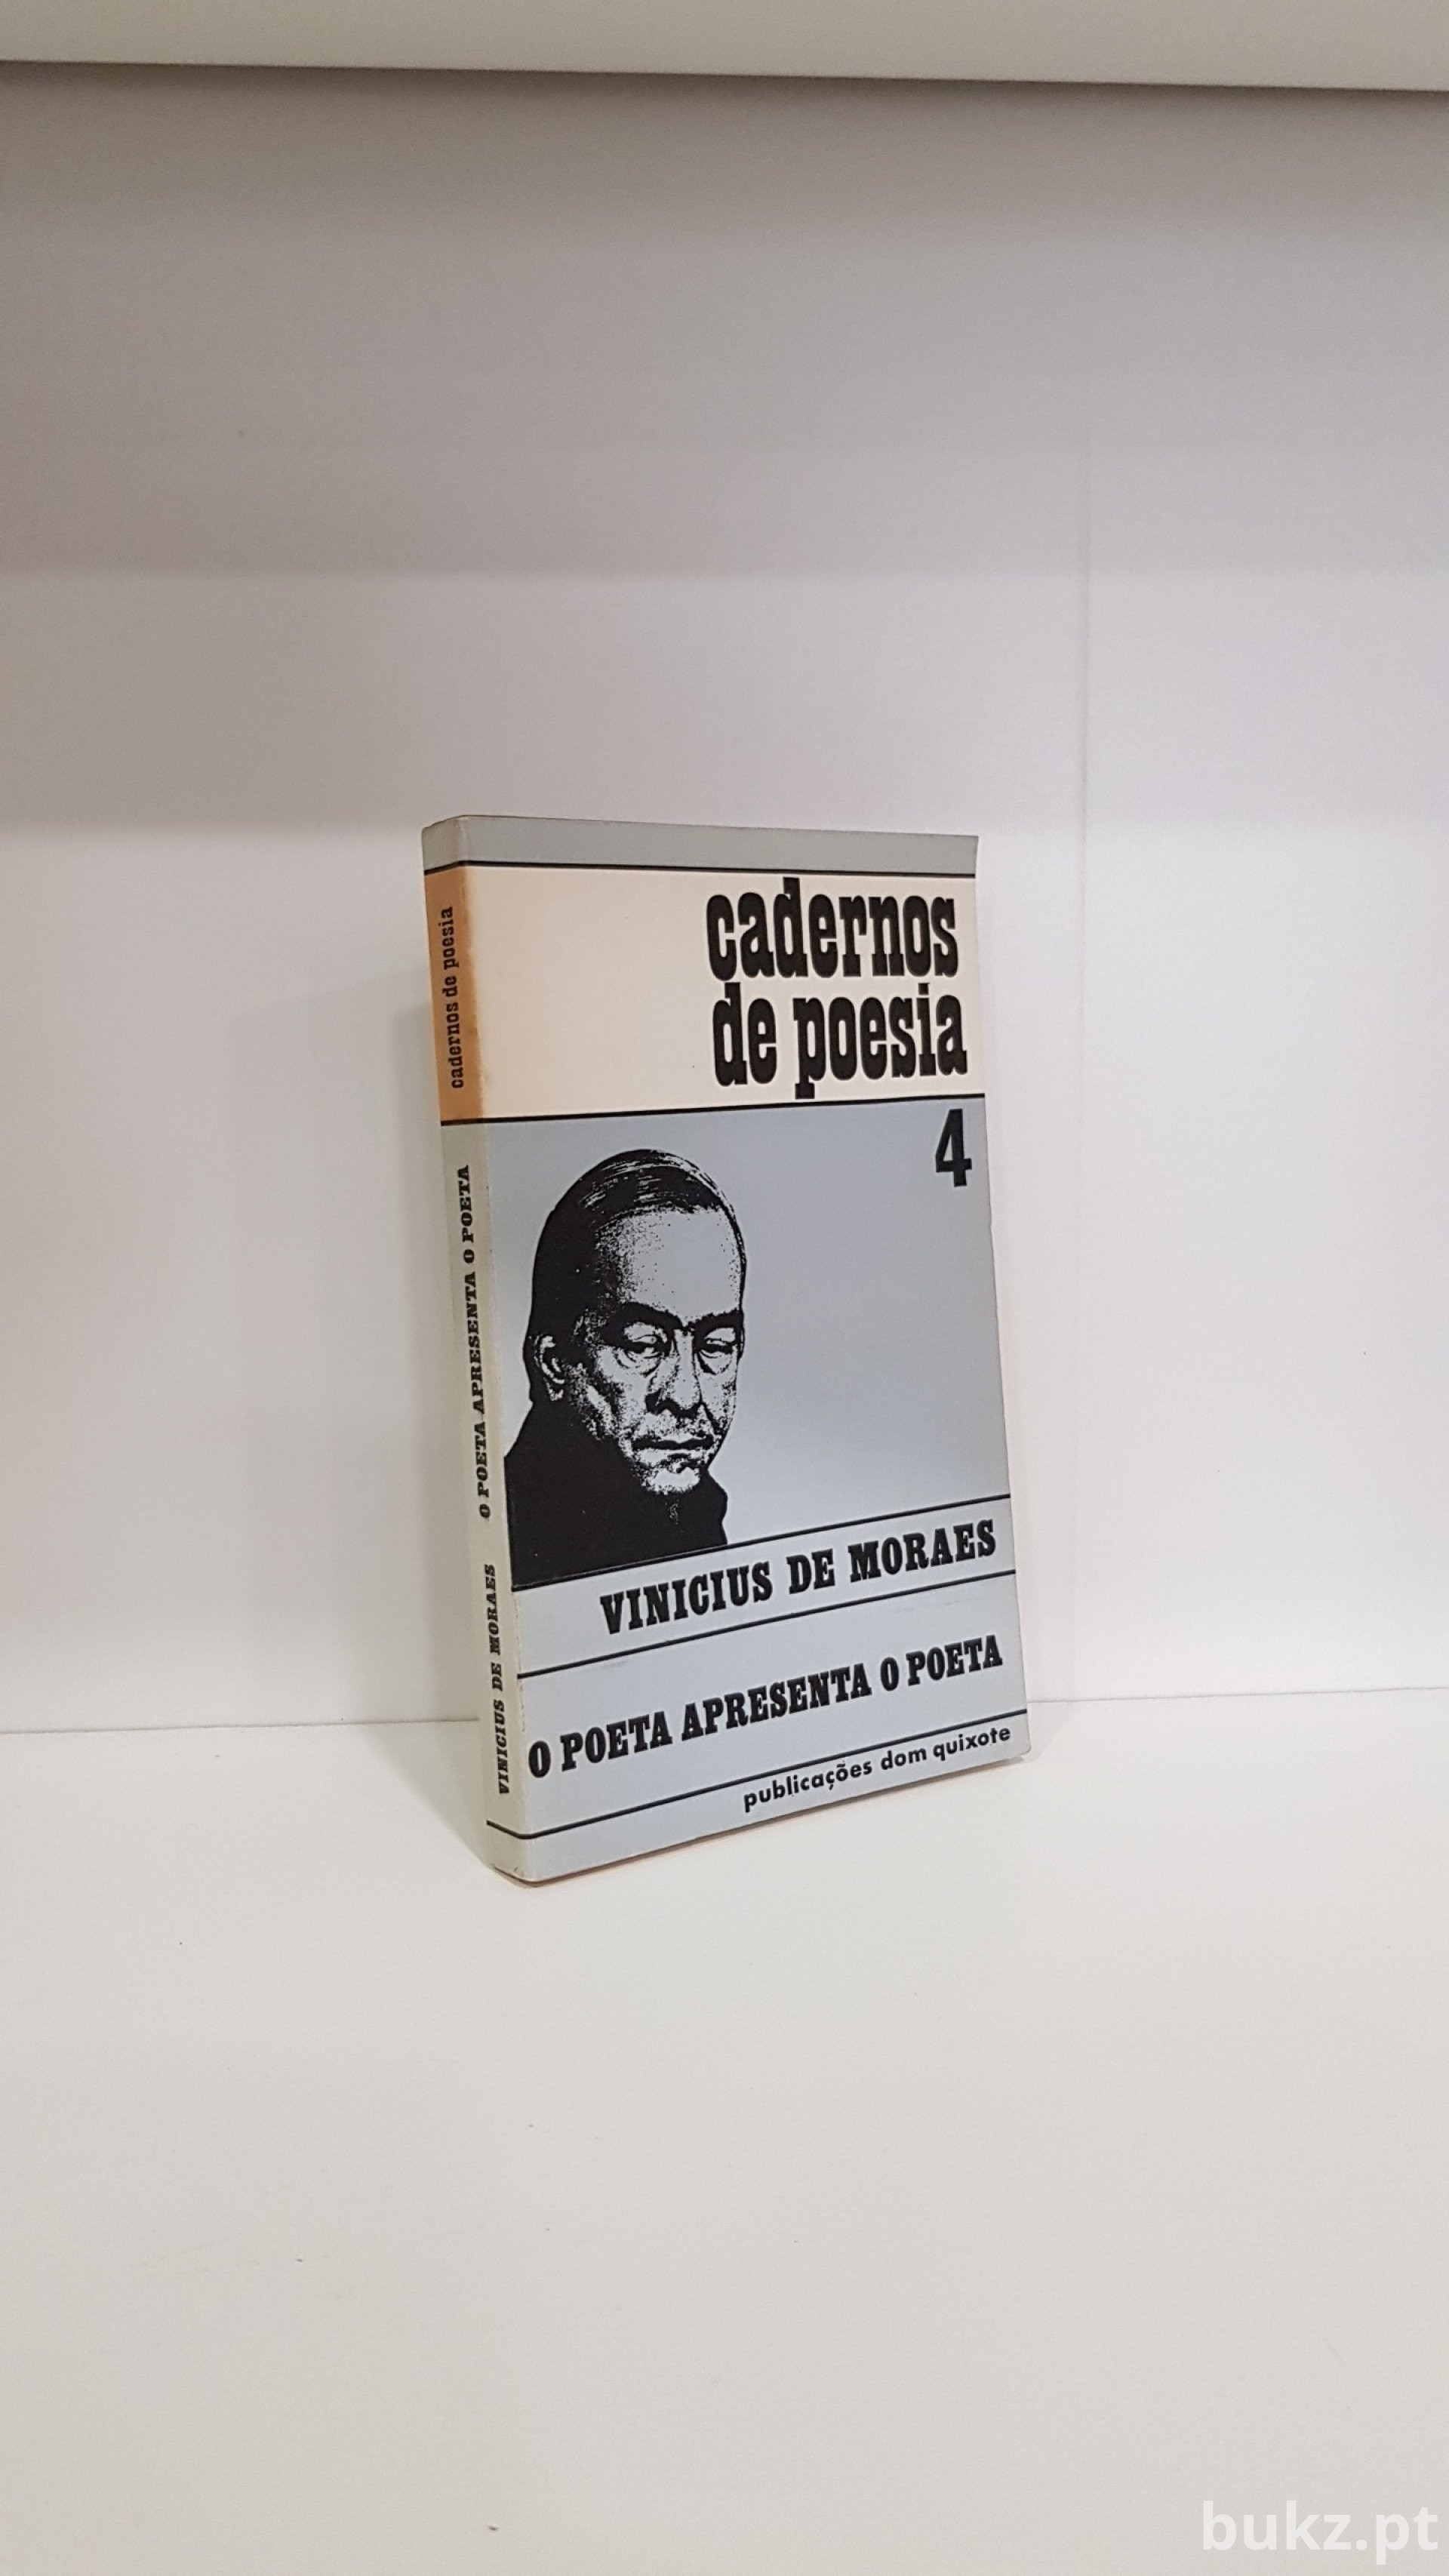 cadernos
de poesia
4
VINICIUS DE MORAES
O POETA APRESENTA O POETA
publicações dom quixote
VINICIUS DE MORAES O POETA APRESENTA O POETA cadernos de poesia
bukz.pt